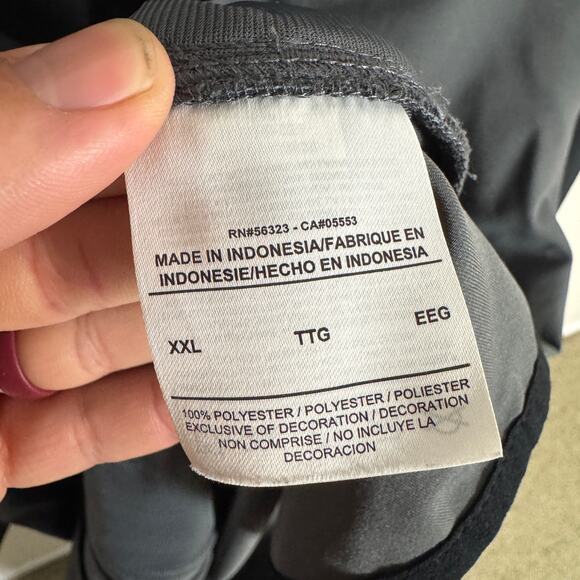 RN#56323 - CA#05553
MADE IN INDONESIA/FABRIQUE EN
INDONESIE/HECHO EN INDONESIA
XXL TTG EEG
100% POLYESTER / POLYESTER / POLIESTER
EXCLUSIVE OF DECORATION / DECORATION
NON COMPRISE / NO INCLUYE LA
DECORACION